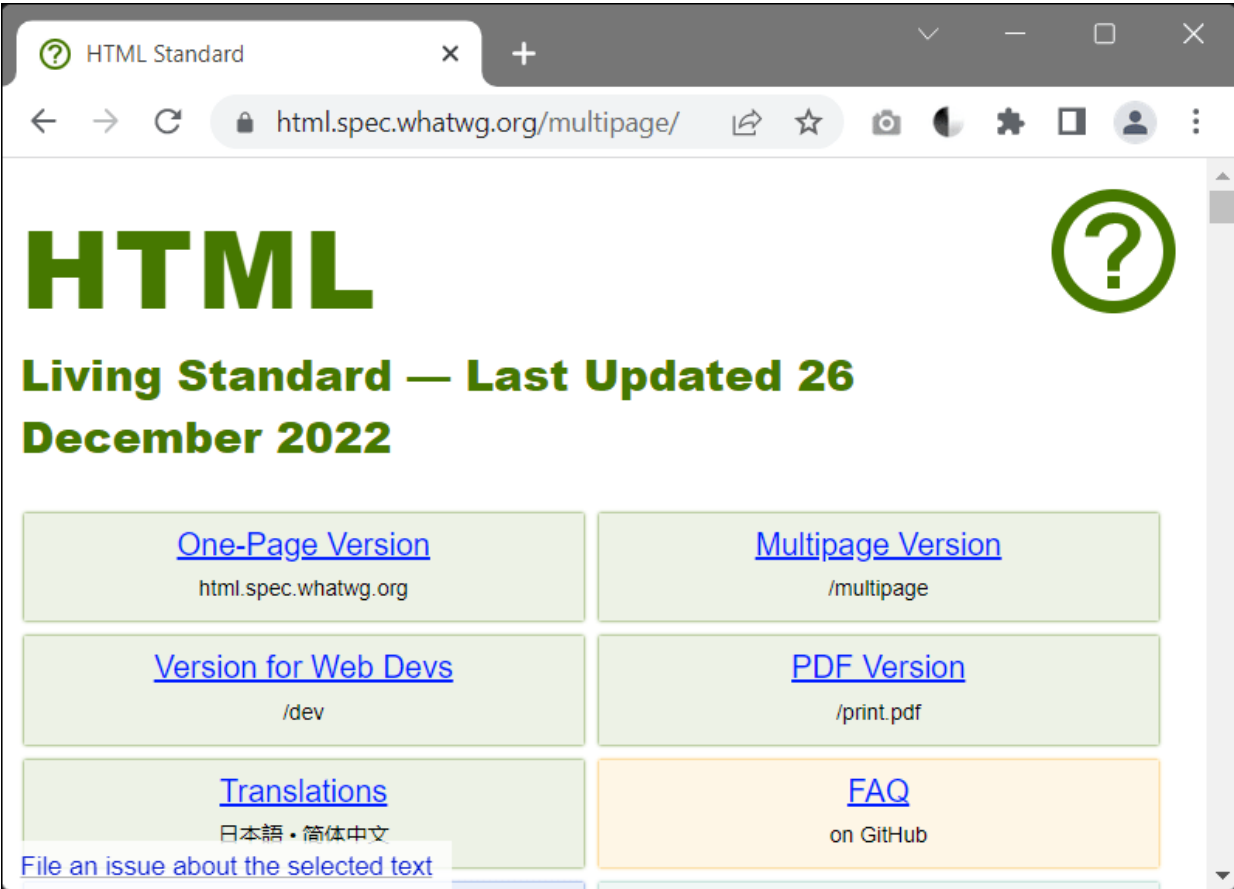 HTML Standard
html.spec.whatwg.org/multipage/
HTML
Living Standard — Last Updated 26
December 2022
One-Page Version
html.spec.whatwg.org
Multipage Version
/multipage
Version for Web Devs
/dev
PDF Version
/print.pdf
Translations
日本語 • 简体中文
FAQ
on GitHub
File an issue about the selected text